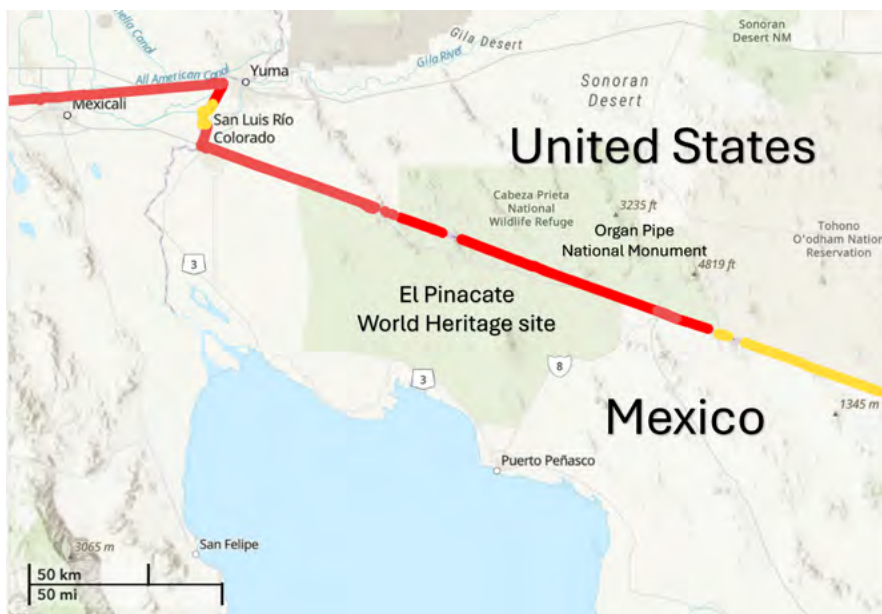 Sonoran
Desert NM
Gila Desert
Gila River
All American Canal
Yuma
Mexicali
San Luis Río
Colorado
Sonoran
Desert
United States
Cabeza Prieta
National
Wildlife Refuge
3235 ft
Organ Pipe
National Monument
Tohono
O'odham Nation
Reservation
4819 ft
3
El Pinacate
World Heritage site
8
3
Mexico
1345 m
Puerto Peñasco
San Felipe
3065 m
50 km
50 mi